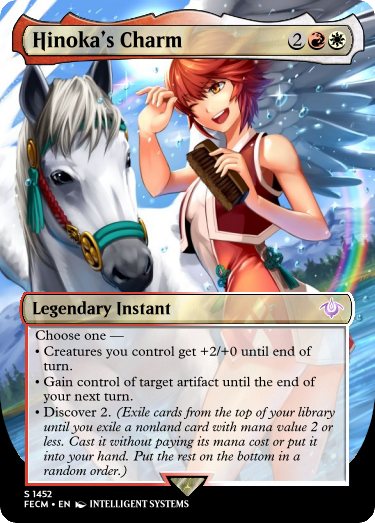 Hinoka's Charm 2
Legendary Instant
Choose one —
• Creatures you control get +2/+0 until end of
turn.
• Gain control of target artifact until the end of
your next turn.
• Discover 2. (Exile cards from the top of your library
until you exile a nonland card with mana value 2 or
less. Cast it without paying its mana cost or put it
into your hand. Put the rest on the bottom in a
random order.)
S 1452
FECM • EN INTELLIGENT SYSTEMS